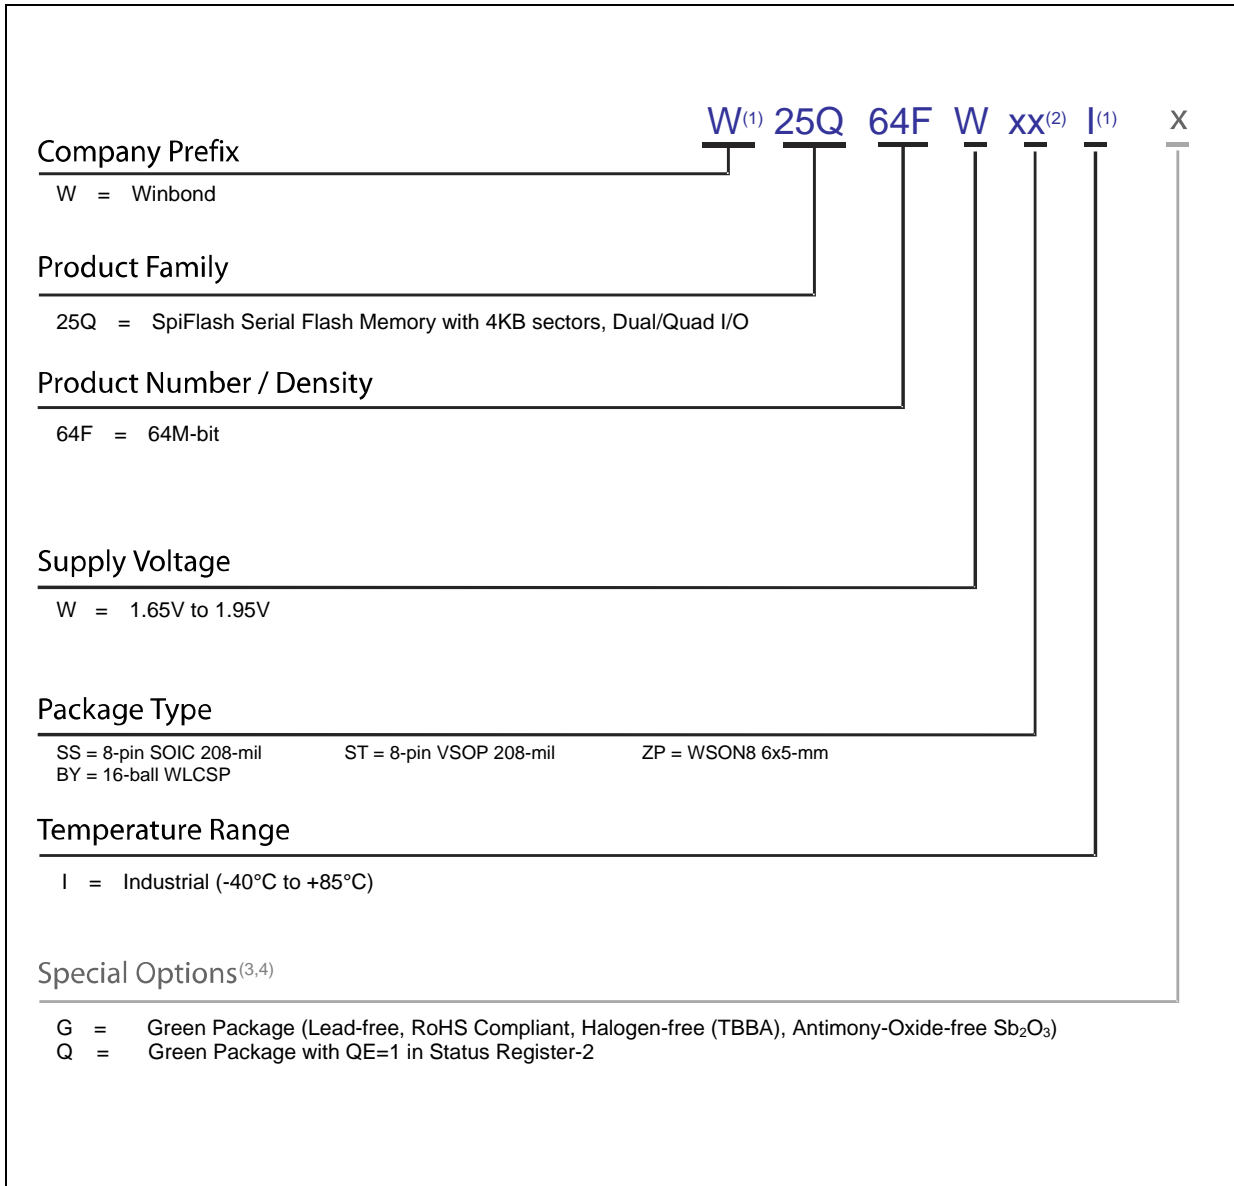 W(1) 25Q 64F W xx(2) I(1) x
Company Prefix
W = Winbond
Product Family
25Q = SpiFlash Serial Flash Memory with 4KB sectors, Dual/Quad I/O
Product Number / Density
64F = 64M-bit
Supply Voltage
W = 1.65V to 1.95V
Package Type
SS = 8-pin SOIC 208-mil ST = 8-pin VSOP 208-mil ZP = WSON8 6x5-mm
BY = 16-ball WLCSP
Temperature Range
I = Industrial (-40°C to +85°C)
Special Options(3,4)
G = Green Package (Lead-free, RoHS Compliant, Halogen-free (TBBA), Antimony-Oxide-free Sb₂O₃)
Q = Green Package with QE=1 in Status Register-2